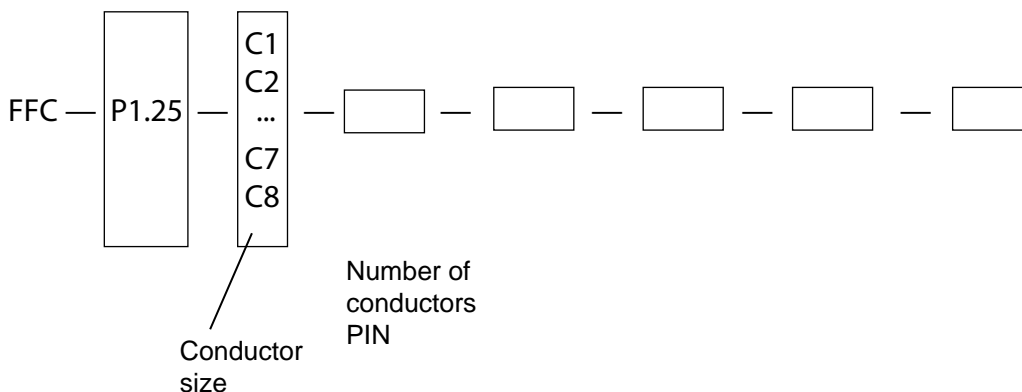 C1
C2
FFC — P1.25 — ... — — — — —
C7
C8
Number of
conductors
PIN
Conductor
size